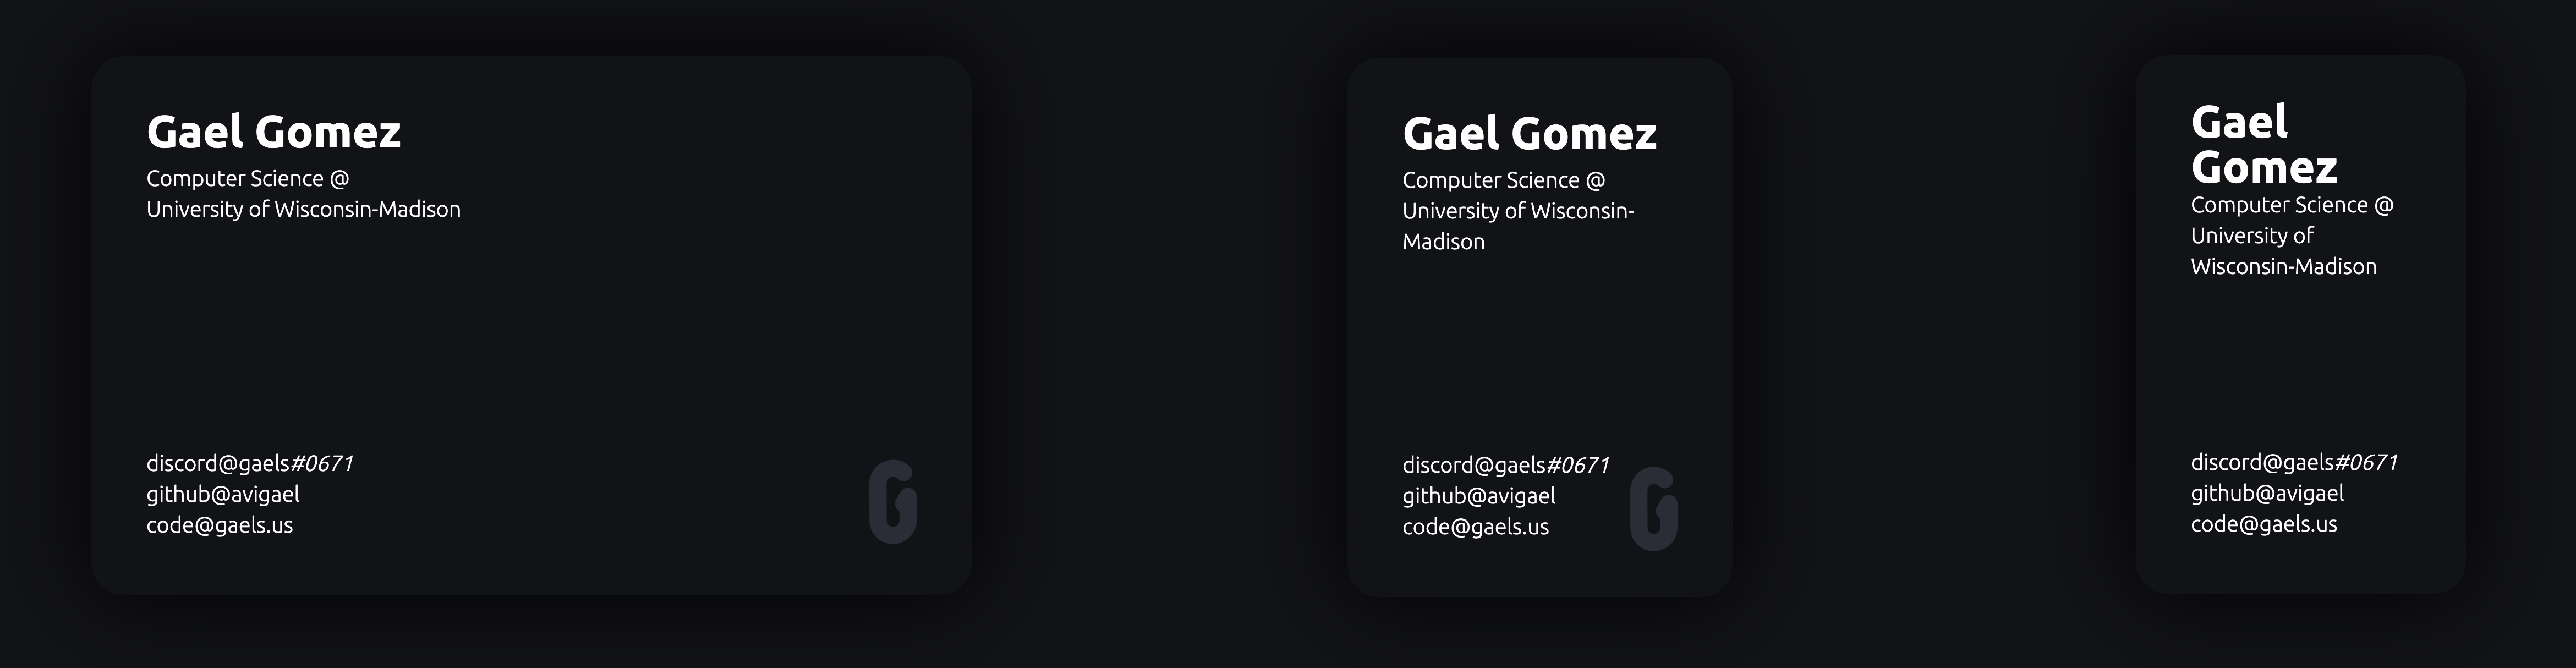 Gael Gomez
Computer Science @
University of Wisconsin-Madison
discord@gaels#0671
github@avigael
code@gaels.us
G
Gael Gomez
Computer Science @
University of Wisconsin-
Madison
discord@gaels#0671
github@avigael
code@gaels.us
G
Gael
Gomez
Computer Science @
University of
Wisconsin-Madison
discord@gaels#0671
github@avigael
code@gaels.us